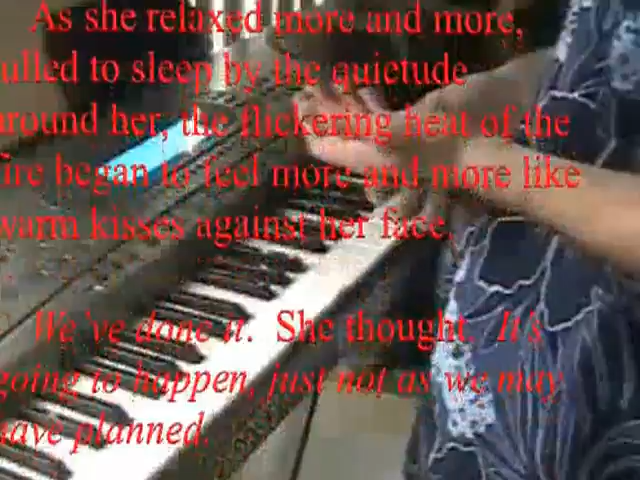 As she relaxed more and more,
ulled to sleep by the quietude
around her, the flickering heat of the
fire began to feel more and more like
warm kisses against her face.
We've done it. She thought. It's
going to happen, just not as we may
have planned.